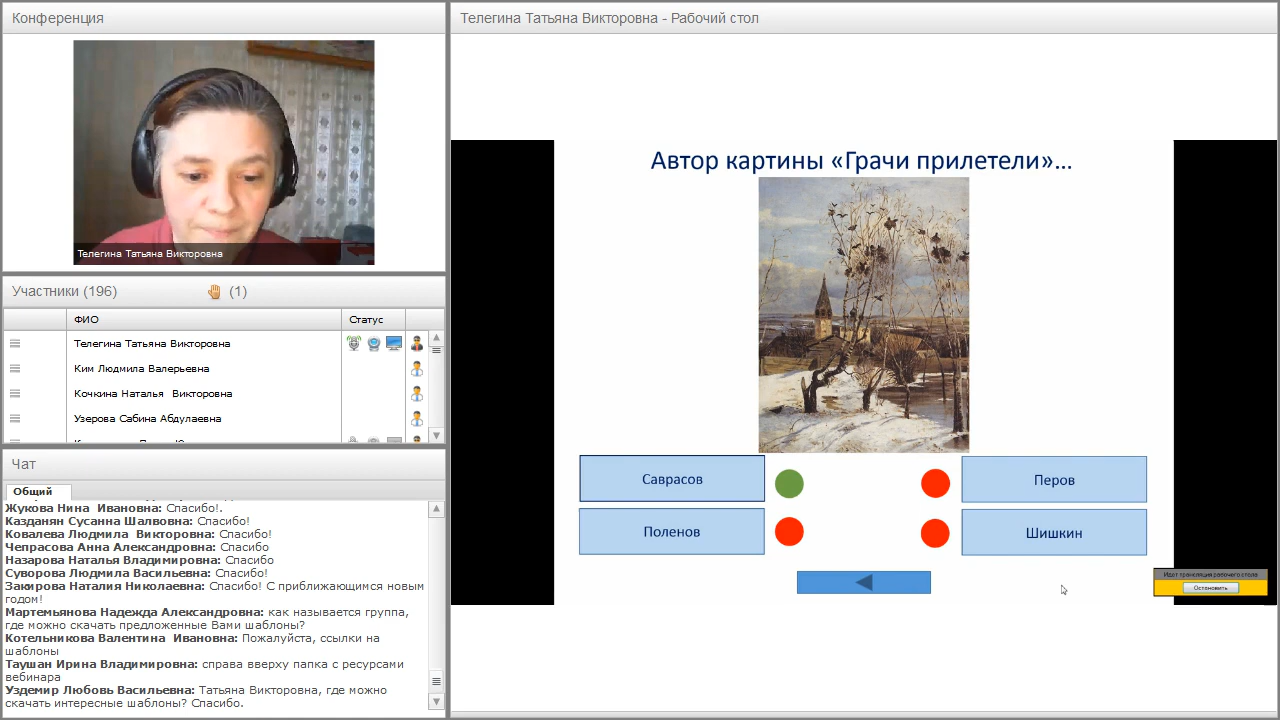 Конференция
Телегина Татьяна Викторовна
Участники (196) (1)
ФИО Статус
Телегина Татьяна Викторовна
Ким Людмила Валерьевна
Кочкина Наталья Викторовна
Узерова Сабина Абдулаевна
Чат
Общий
Жукова Нина Ивановна: Спасибо!.
Казданян Сусанна Шалвовна: Спасибо!
Ковалева Людмила Викторовна: Спасибо!
Чепрасова Анна Александровна: Спасибо
Назарова Наталья Владимировна: Спасибо
Суворова Людмила Васильевна: Спасибо!
Закирова Наталия Николаевна: Спасибо! С приближающимся новым
годом!
Мартемьянова Надежда Александровна: как называется группа,
где можно скачать предложенные Вами шаблоны?
Котельникова Валентина Ивановна: Пожалуйста, ссылки на
шаблоны
Таушан Ирина Владимировна: справа вверху папка с ресурсами
вебинара
Уздемир Любовь Васильевна: Татьяна Викторовна, где можно
скачать интересные шаблоны? Спасибо.
Телегина Татьяна Викторовна - Рабочий стол
Автор картины «Грачи прилетели»...
Саврасов
Перов
Поленов
Шишкин
Идет трансляция рабочего стола
Остановить